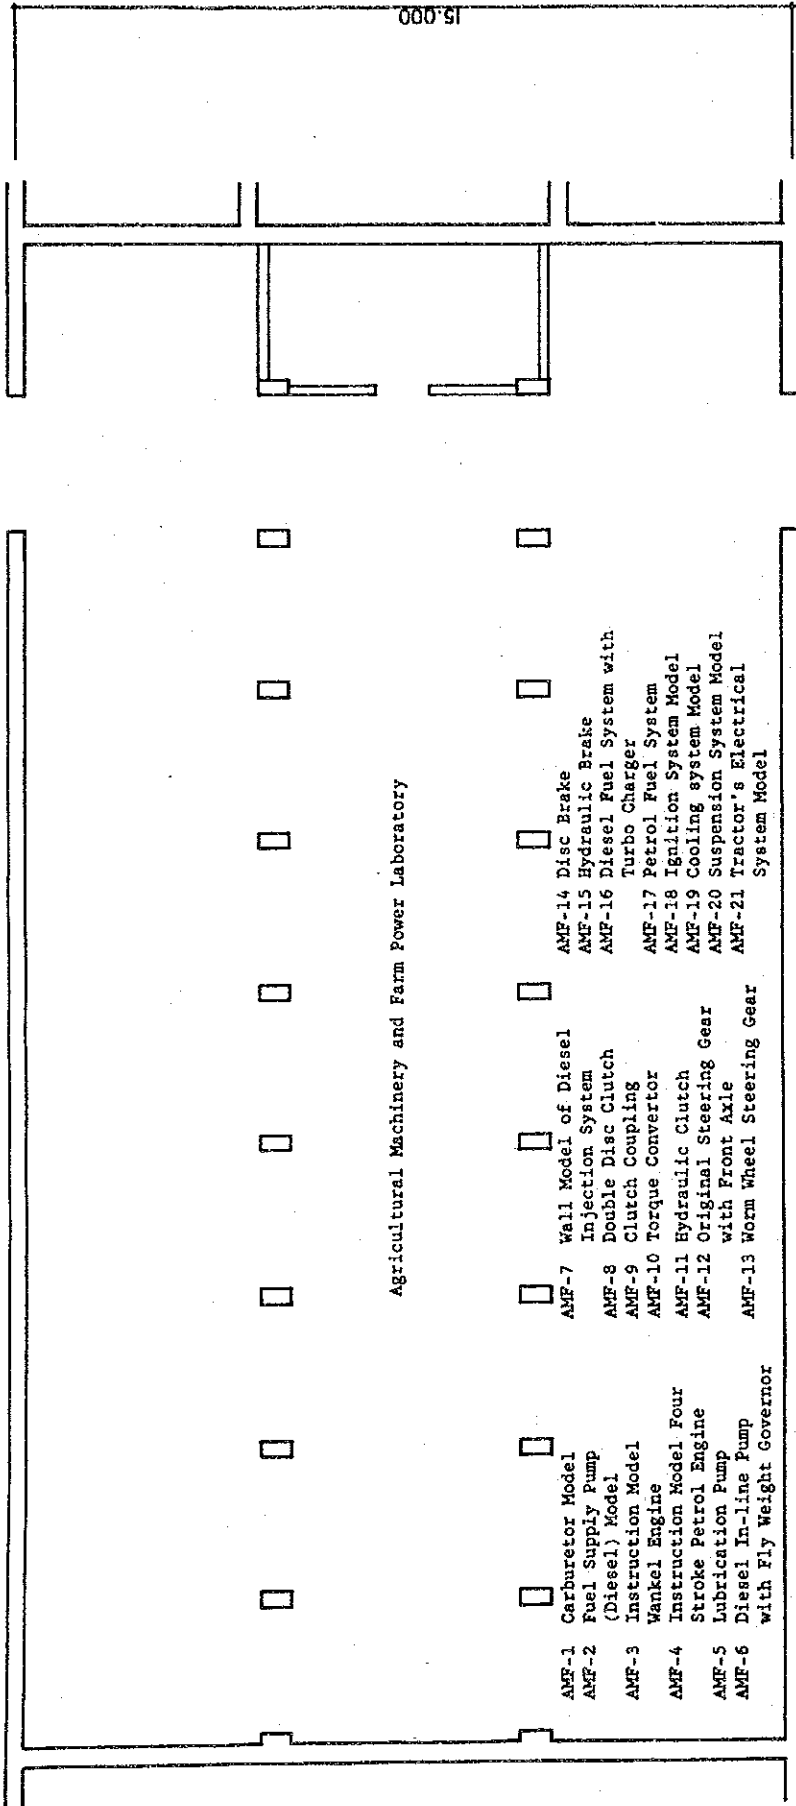 15.000
Agricultural Machinery and Farm Power Laboratory
AMF-1 Carburetor Model
AMF-2 Fuel Supply Pump
(Diesel) Model
AMF-3 Instruction Model
Wankel Engine
AMF-4 Instruction Model Four
Stroke Petrol Engine
AMF-5 Lubrication Pump
AMF-6 Diesel In-line Pump
with Fly Weight Governor
AMF-7 Wall Model of Diesel
Injection System
AMF-8 Double Disc Clutch
AMF-9 Clutch Coupling
AMF-10 Torque Convertor
AMF-11 Hydraulic Clutch
AMF-12 Original Steering Gear
with Front Axle
AMF-13 Worm Wheel Steering Gear
AMF-14 Disc Brake
AMF-15 Hydraulic Brake
AMF-16 Diesel Fuel System with
Turbo Charger
AMF-17 Petrol Fuel System
AMF-18 Ignition System Model
AMF-19 Cooling system Model
AMF-20 Suspension System Model
AMF-21 Tractor's Electrical
System Model